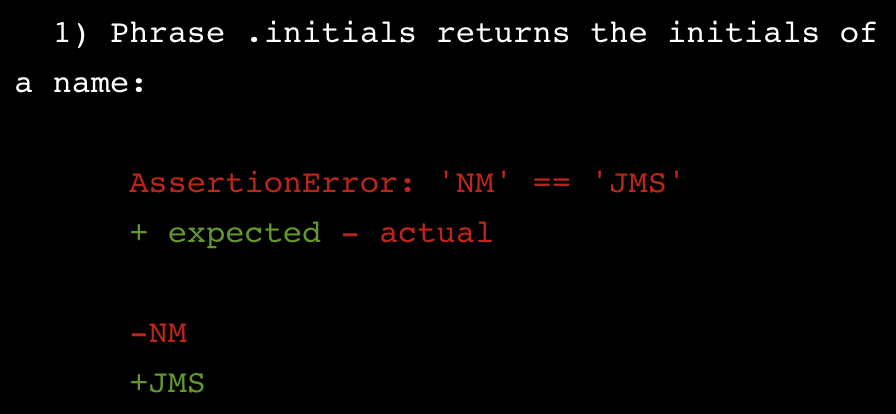 1) Phrase .initials returns the initials of
a name:
AssertionError: 'NM' == 'JMS'
+ expected - actual
-NM
+JMS